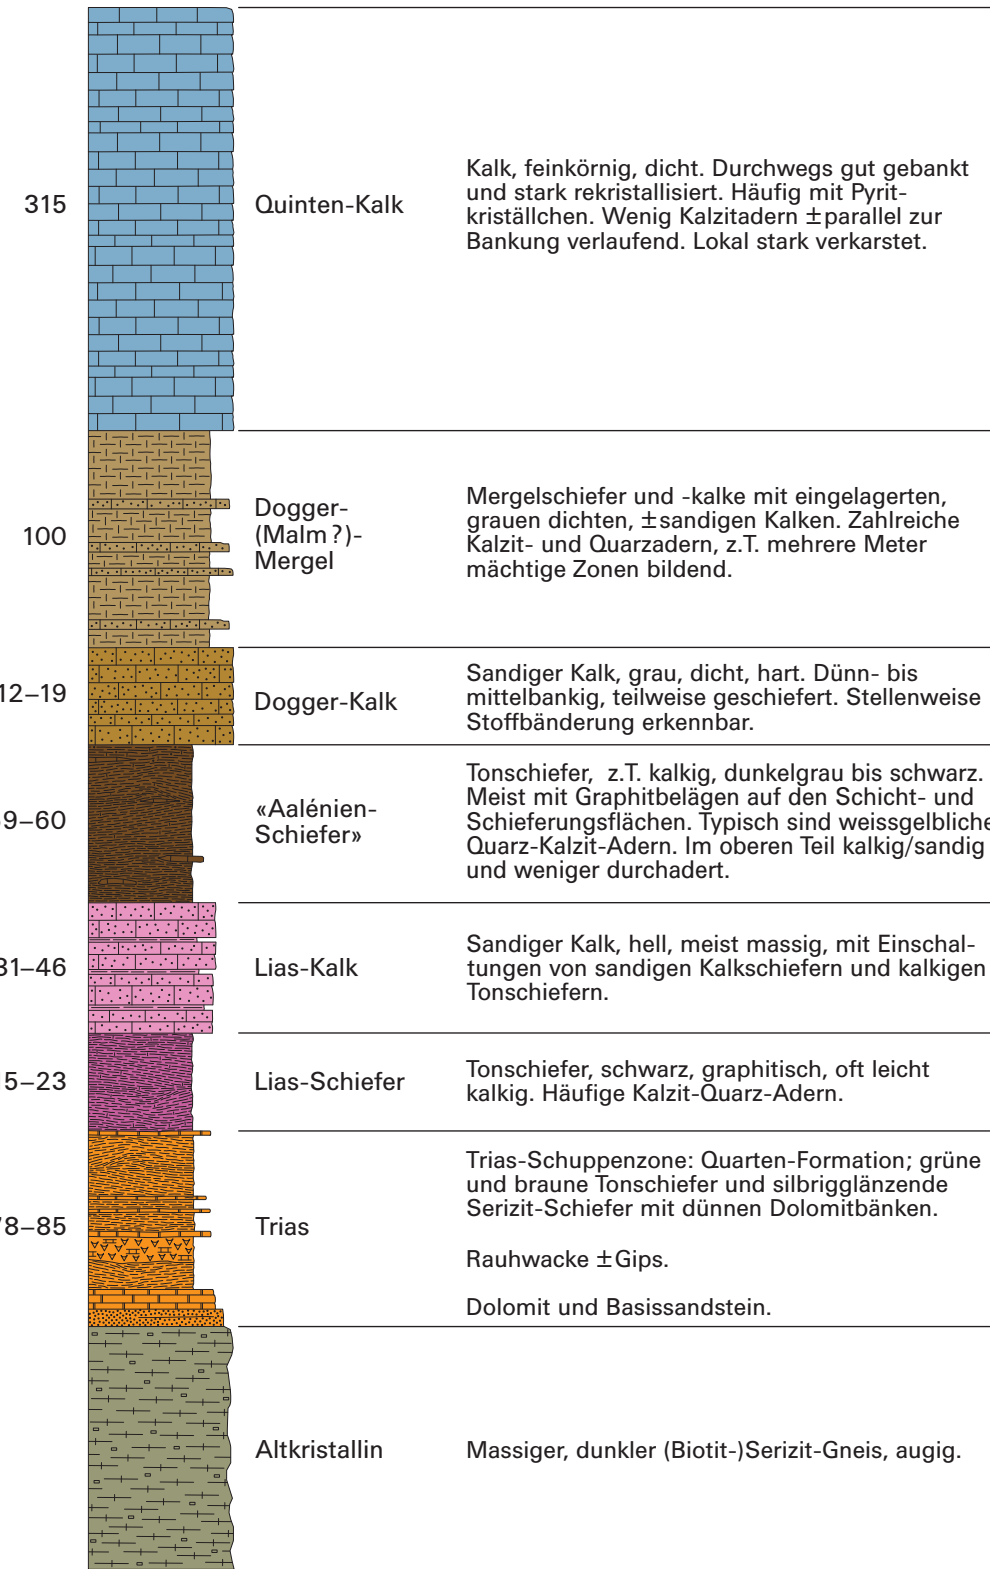 315
Quinten-Kalk
Kalk, feinkörnig, dicht. Durchwegs gut gebankt
und stark rekristallisiert. Häufig mit Pyrit-
kriställchen. Wenig Kalzitadern ±parallel zur
Bankung verlaufend. Lokal stark verkarstet.
100
Dogger-
(Malm?)-
Mergel
Mergelschiefer und -kalke mit eingelagerten,
grauen dichten, ±sandigen Kalken. Zahlreiche
Kalzit- und Quarzadern, z.T. mehrere Meter
mächtige Zonen bildend.
12–19
Dogger-Kalk
Sandiger Kalk, grau, dicht, hart. Dünn- bis
mittelbankig, teilweise geschiefert. Stellenweise
Stoffbänderung erkennbar.
9–60
«Aalénien-
Schiefer»
Tonschiefer, z.T. kalkig, dunkelgrau bis schwarz.
Meist mit Graphitbelägen auf den Schicht- und
Schieferungsflächen. Typisch sind weissgelbliche
Quarz-Kalzit-Adern. Im oberen Teil kalkig/sandig
und weniger durchadert.
31–46
Lias-Kalk
Sandiger Kalk, hell, meist massig, mit Einschal-
tungen von sandigen Kalkschiefern und kalkigen
Tonschiefern.
15–23
Lias-Schiefer
Tonschiefer, schwarz, graphitisch, oft leicht
kalkig. Häufige Kalzit-Quarz-Adern.
78–85
Trias
Trias-Schuppenzone: Quarten-Formation; grüne
und braune Tonschiefer und silbrigglänzende
Serizit-Schiefer mit dünnen Dolomitbänken.
Rauhwacke ±Gips.
Dolomit und Basissandstein.
Altkristallin
Massiger, dunkler (Biotit-)Serizit-Gneis, augig.